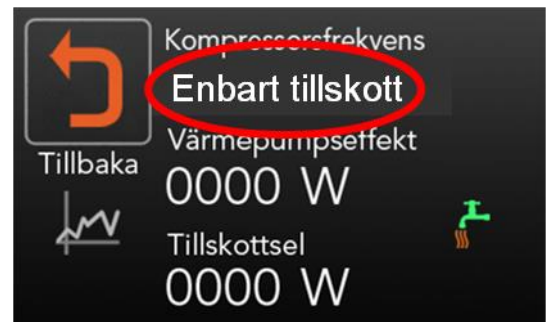 Kompressorsfrekvens
Enbart tillskott
Värmepumpseffekt
Tillbaka
0000 W
Tillskottsel
0000 W